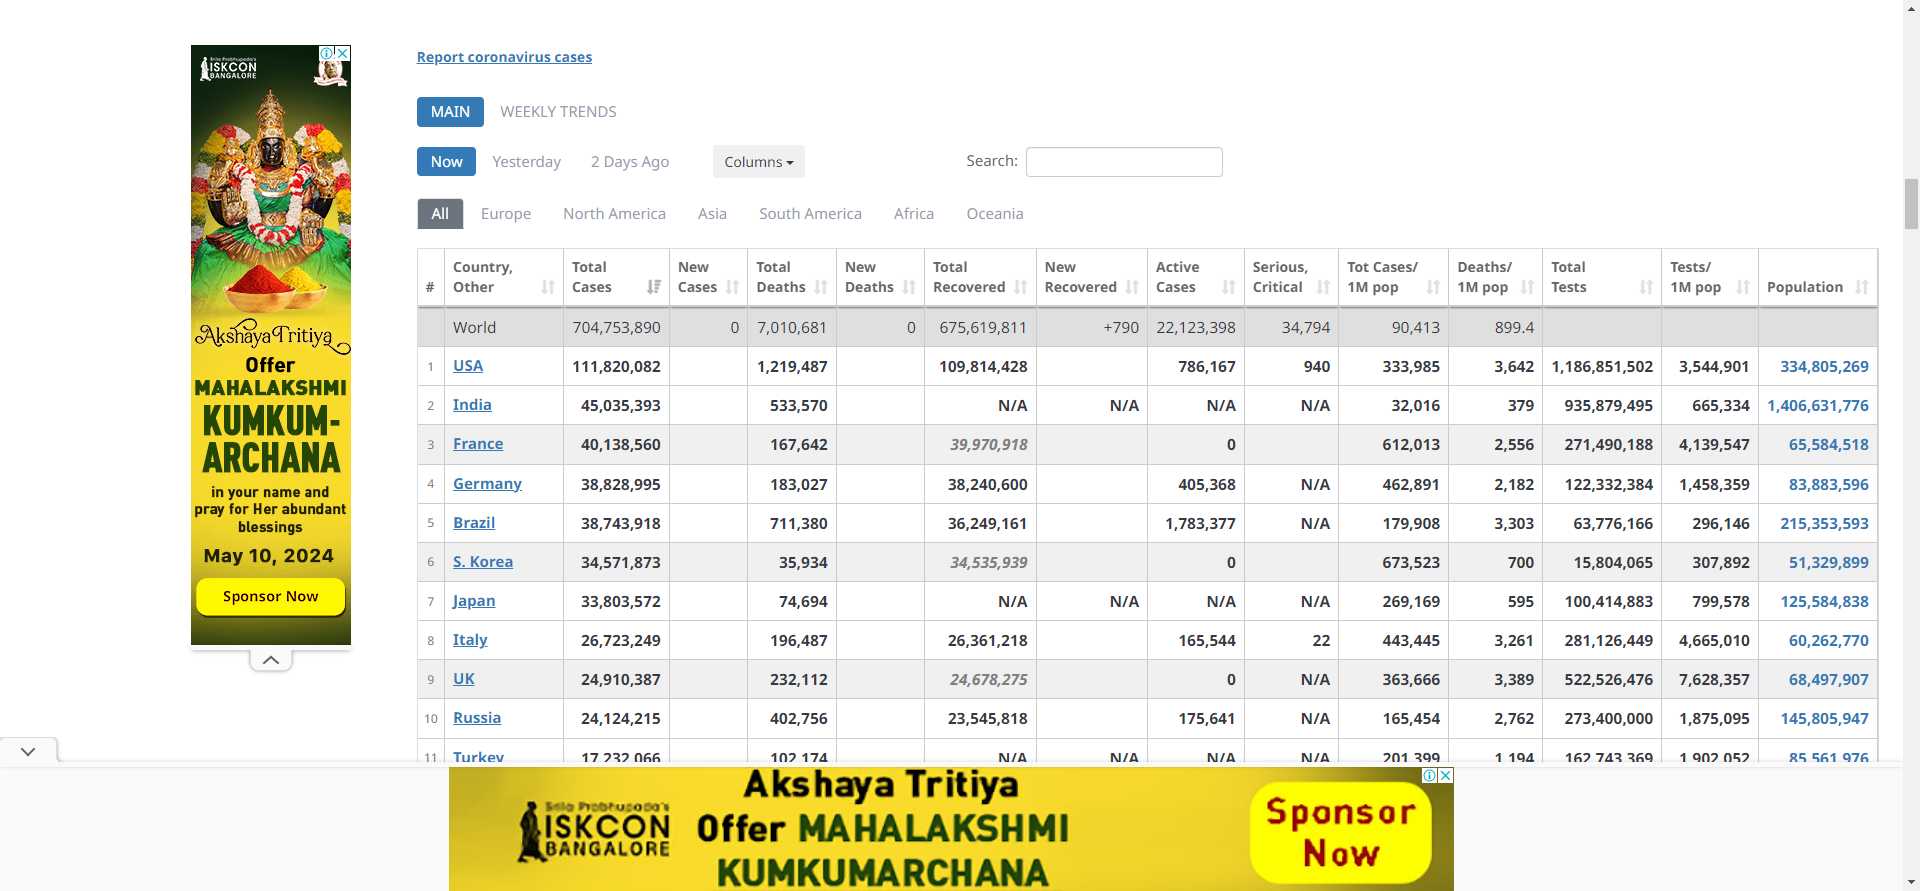 Srila Prabhupada's
ISKCON
BANGALORE
Akshaya Tritiya
Offer
MAHALAKSHMI
KUMKUM-
ARCHANA
in your name and
pray for Her abundant
blessings
May 10, 2024
Sponsor Now
Report coronavirus cases
MAIN WEEKLY TRENDS
Now Yesterday 2 Days Ago Columns Search:
All Europe North America Asia South America Africa Oceania
# Country, Other Total Cases New Cases Total Deaths New Deaths Total Recovered New Recovered Active Cases Serious, Critical Tot Cases/ 1M pop Deaths/ 1M pop Total Tests Tests/ 1M pop Population
World 704,753,890 0 7,010,681 0 675,619,811 +790 22,123,398 34,794 90,413 899.4
1 USA 111,820,082 1,219,487 109,814,428 786,167 940 333,985 3,642 1,186,851,502 3,544,901 334,805,269
2 India 45,035,393 533,570 N/A N/A N/A N/A 32,016 379 935,879,495 665,334 1,406,631,776
3 France 40,138,560 167,642 39,970,918 0 612,013 2,556 271,490,188 4,139,547 65,584,518
4 Germany 38,828,995 183,027 38,240,600 405,368 N/A 462,891 2,182 122,332,384 1,458,359 83,883,596
5 Brazil 38,743,918 711,380 36,249,161 1,783,377 N/A 179,908 3,303 63,776,166 296,146 215,353,593
6 S. Korea 34,571,873 35,934 34,535,939 0 673,523 700 15,804,065 307,892 51,329,899
7 Japan 33,803,572 74,694 N/A N/A N/A N/A 269,169 595 100,414,883 799,578 125,584,838
8 Italy 26,723,249 196,487 26,361,218 165,544 22 443,445 3,261 281,126,449 4,665,010 60,262,770
9 UK 24,910,387 232,112 24,678,275 0 N/A 363,666 3,389 522,526,476 7,628,357 68,497,907
10 Russia 24,124,215 402,756 23,545,818 175,641 N/A 165,454 2,762 273,400,000 1,875,095 145,805,947
11 Turkey 17,232,066 102,174 N/A N/A N/A N/A 201,399 1,194 162,743,369 1,902,052 85,561,976
Srila Prabhupada's
ISKCON
BANGALORE
Akshaya Tritiya
Offer MAHALAKSHMI
KUMKUMARCHANA
Sponsor
Now